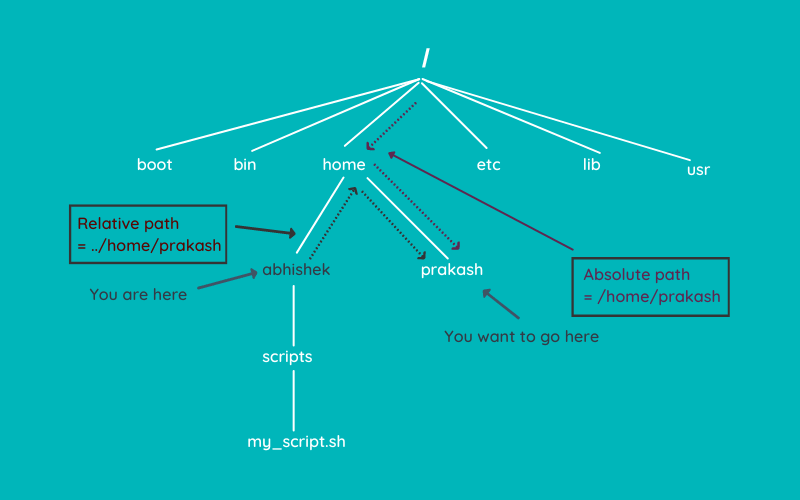 /
boot
bin
home
etc
lib
usr
Relative path
= ../home/prakash
abhishek
prakash
Absolute path
= /home/prakash
You are here
You want to go here
scripts
my_script.sh